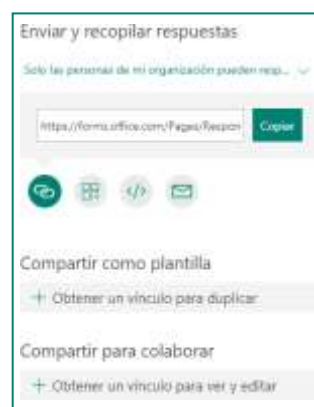 Enviar y recopilar respuestas
Solo las personas de mi organización pueden resp...
https://forms.office.com/Pages/Respon
Copiar
Compartir como plantilla
+ Obtener un vínculo para duplicar
Compartir para colaborar
+ Obtener un vínculo para ver y editar